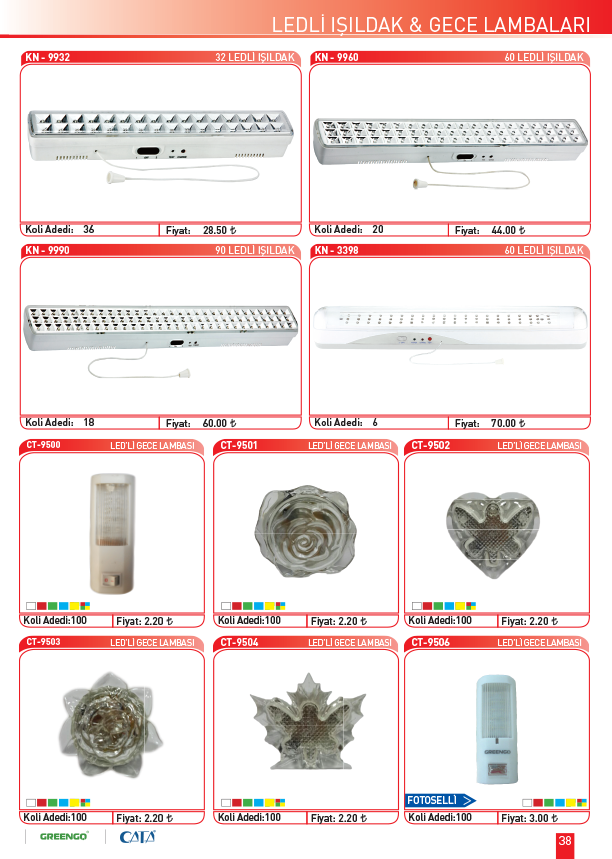 LEDLİ IŞILDAK & GECE LAMBALARI
KN - 9932 32 LEDLİ IŞILDAK
KN - 9960 60 LEDLİ IŞILDAK
Koli Adedi: 36 Fiyat: 28.50 ₺
Koli Adedi: 20 Fiyat: 44.00 ₺
KN - 9990 90 LEDLİ IŞILDAK
KN - 3398 60 LEDLİ IŞILDAK
Koli Adedi: 18 Fiyat: 60.00 ₺
Koli Adedi: 6 Fiyat: 70.00 ₺
CT-9500 LED'Lİ GECE LAMBASI
CT-9501 LED'Lİ GECE LAMBASI
CT-9502 LED'Lİ GECE LAMBASI
Koli Adedi:100 Fiyat: 2.20 ₺
Koli Adedi:100 Fiyat: 2.20 ₺
Koli Adedi:100 Fiyat: 2.20 ₺
CT-9503 LED'Lİ GECE LAMBASI
CT-9504 LED'Lİ GECE LAMBASI
CT-9506 LED'Lİ GECE LAMBASI
GREENGO
FOTOSELLİ
Koli Adedi:100 Fiyat: 2.20 ₺
Koli Adedi:100 Fiyat: 2.20 ₺
Koli Adedi:100 Fiyat: 3.00 ₺
GREENGO CATA 38